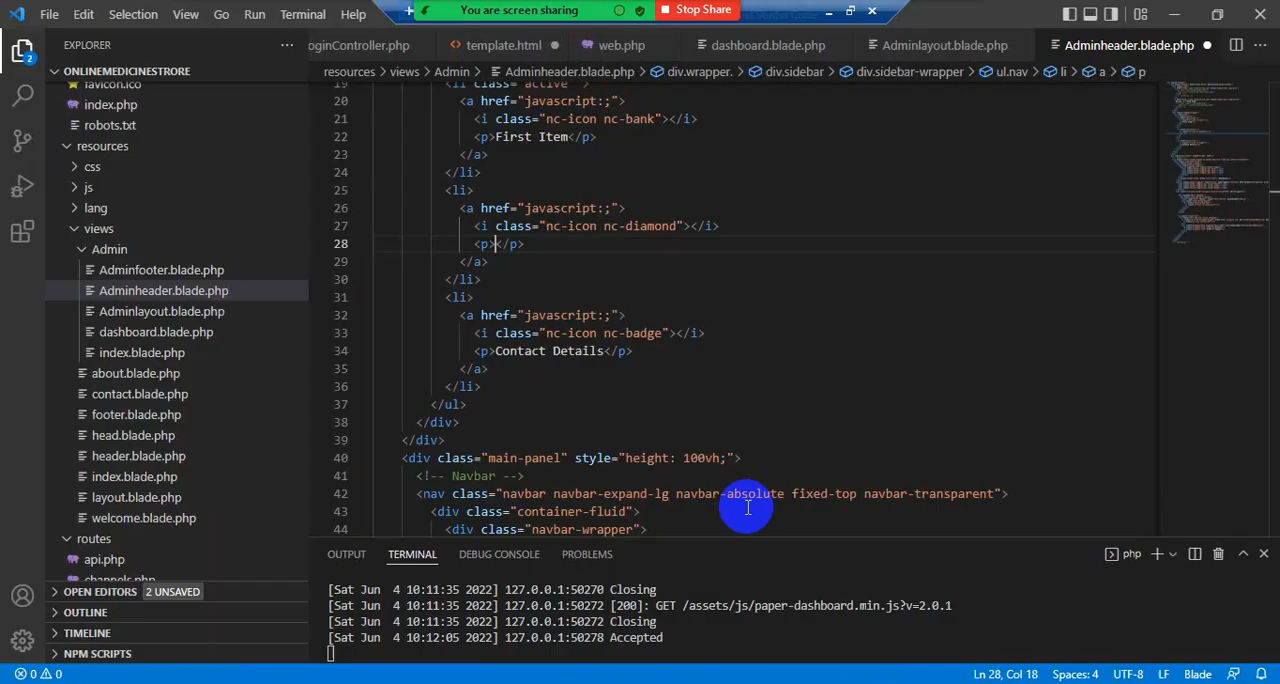 File Edit Selection View Go Run Terminal Help
You are screen sharing
Stop Share
EXPLORER
oginController.php
template.html
web.php
dashboard.blade.php
Adminlayout.blade.php
Adminheader.blade.php
resources > views > Admin > Adminheader.blade.php > div.wrapper. > div.sidebar > div.sidebar-wrapper > ul.nav > li > a > p
ONLINEMEDICINESTRORE
favicon.ico
index.php
robots.txt
resources
css
js
lang
views
Admin
Adminfooter.blade.php
Adminheader.blade.php
Adminlayout.blade.php
dashboard.blade.php
index.blade.php
about.blade.php
contact.blade.php
footer.blade.php
head.blade.php
header.blade.php
index.blade.php
layout.blade.php
welcome.blade.php
routes
api.php
channels.php
OPEN EDITORS 2 UNSAVED
OUTLINE
TIMELINE
NPM SCRIPTS
19 <li class="active ">
20 <a href="javascript:;">
21 <i class="nc-icon nc-bank"></i>
22 <p>First Item</p>
23 </a>
24 </li>
25 <li>
26 <a href="javascript:;">
27 <i class="nc-icon nc-diamond"></i>
28 <p></p>
29 </a>
30 </li>
31 <li>
32 <a href="javascript:;">
33 <i class="nc-icon nc-badge"></i>
34 <p>Contact Details</p>
35 </a>
36 </li>
37 </ul>
38 </div>
39 </div>
40 <div class="main-panel" style="height: 100vh;">
41 <!-- Navbar -->
42 <nav class="navbar navbar-expand-lg navbar-absolute fixed-top navbar-transparent">
43 <div class="container-fluid">
44 <div class="navbar-wrapper">
OUTPUT TERMINAL DEBUG CONSOLE PROBLEMS
php
[Sat Jun 4 10:11:35 2022] 127.0.0.1:50270 Closing
[Sat Jun 4 10:11:35 2022] 127.0.0.1:50272 [200]: GET /assets/js/paper-dashboard.min.js?v=2.0.1
[Sat Jun 4 10:11:35 2022] 127.0.0.1:50272 Closing
[Sat Jun 4 10:12:05 2022] 127.0.0.1:50278 Accepted
0 0
Ln 28, Col 18 Spaces: 4 UTF-8 LF Blade